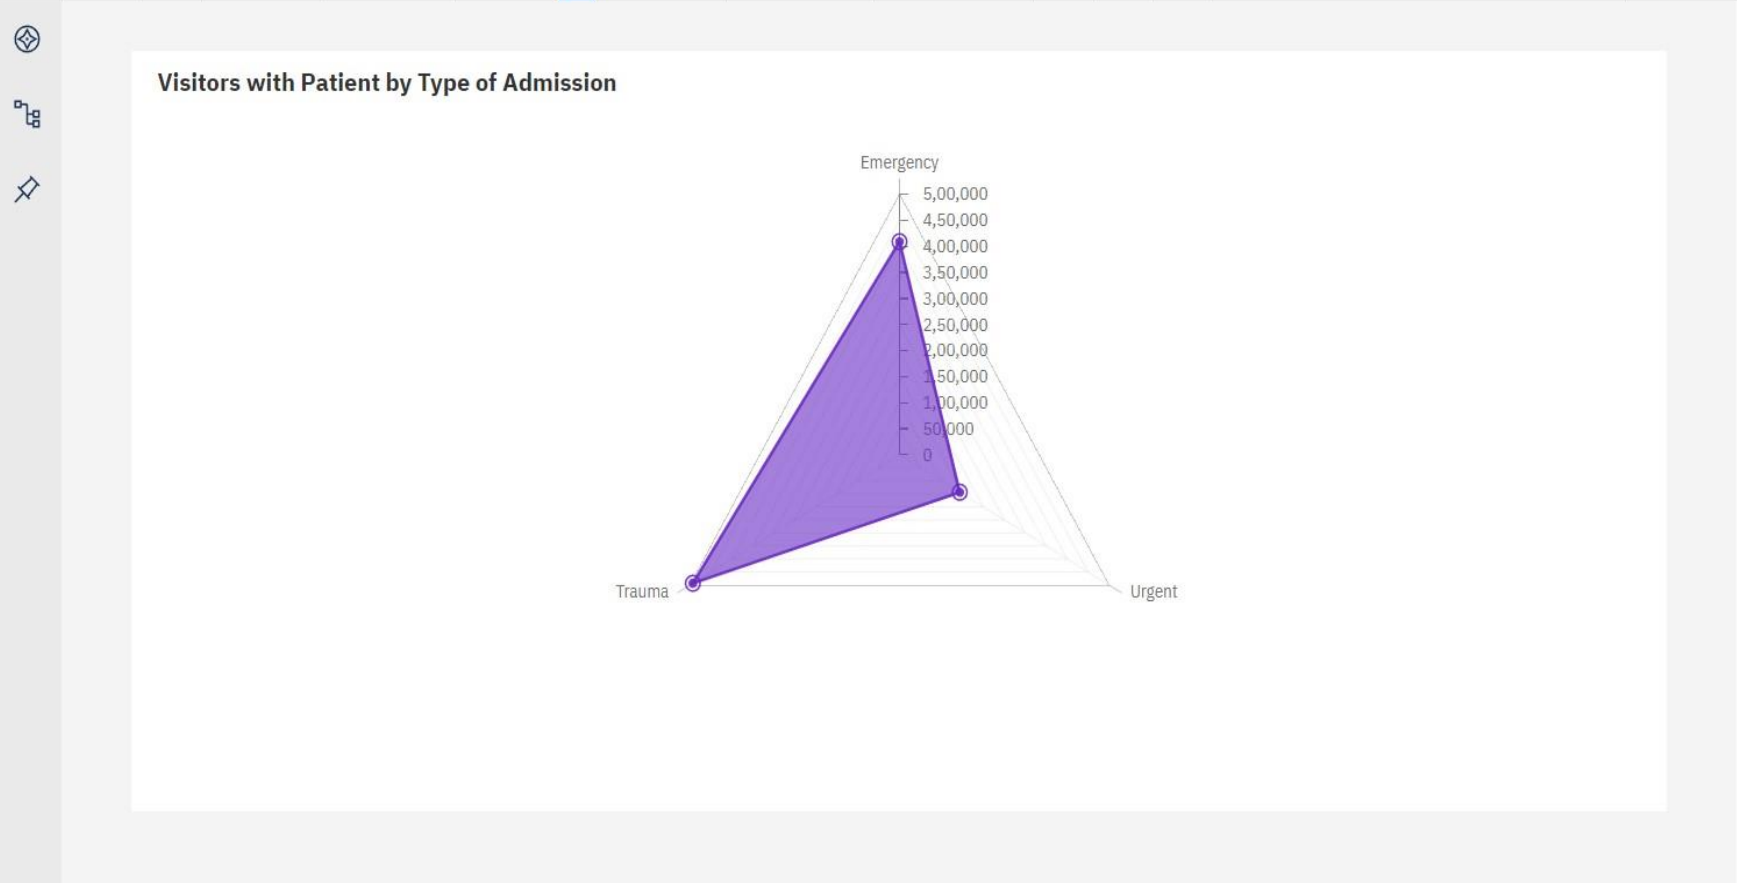 Visitors with Patient by Type of Admission
Emergency
5,00,000
4,50,000
4,00,000
3,50,000
3,00,000
2,50,000
2,00,000
1,50,000
1,00,000
50,000
0
Trauma
Urgent